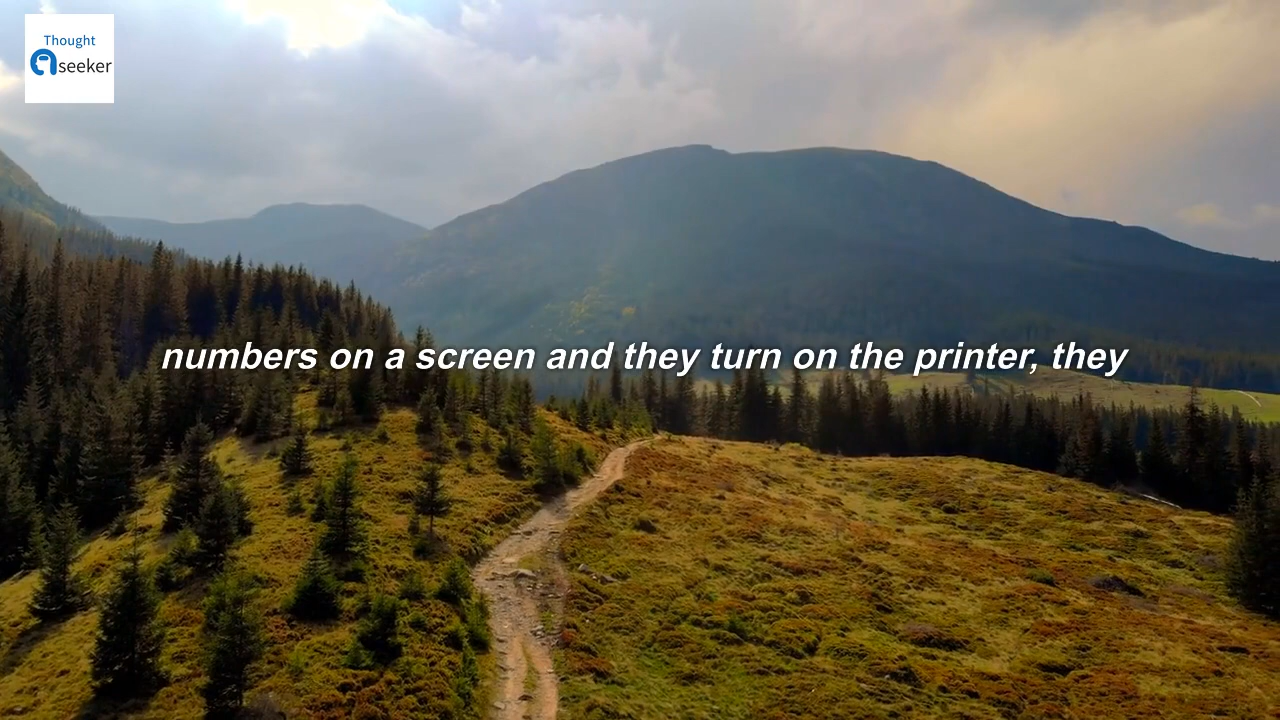 Thought
seeker
numbers on a screen and they turn on the printer, they